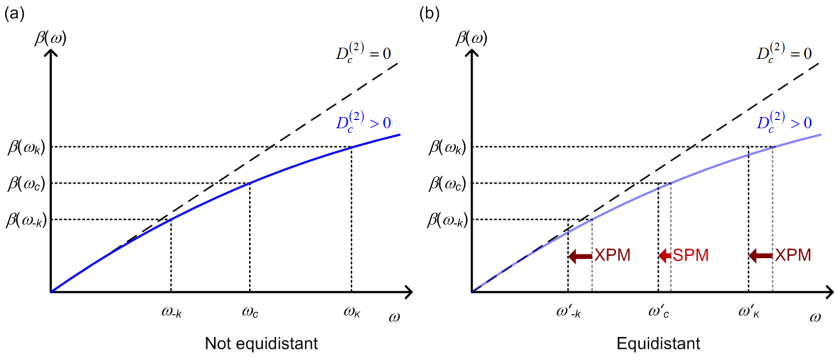 (a)
β(ω)
D_c^(2) = 0
D_c^(2) > 0
β(ω_k)
β(ω_c)
β(ω_-k)
ω_-k
ω_c
ω_K
ω
Not equidistant
(b)
β(ω)
D_c^(2) = 0
D_c^(2) > 0
β(ω_k)
β(ω_c)
β(ω_-k)
XPM
SPM
XPM
ω'_-k
ω'_c
ω'_K
ω
Equidistant